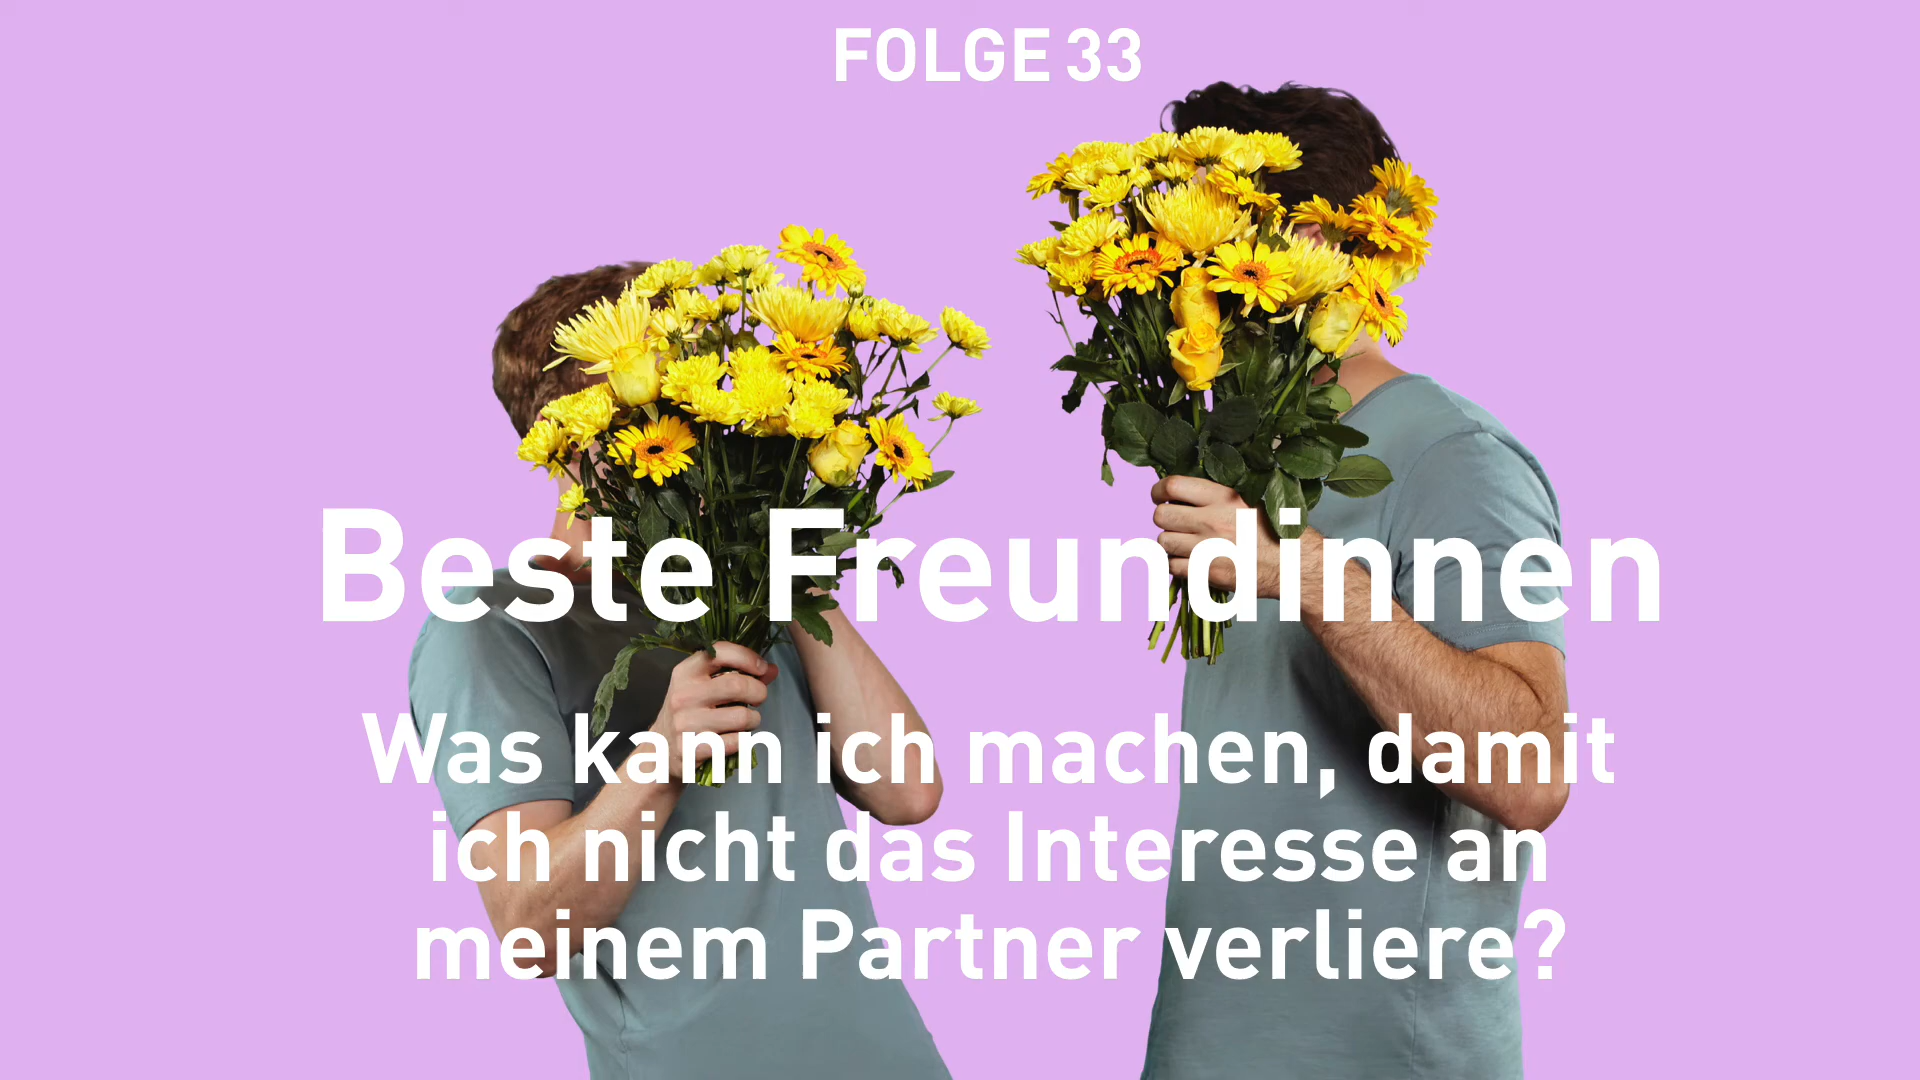 FOLGE 33
Beste Freundinnen
Was kann ich machen, damit
ich nicht das Interesse an
meinem Partner verliere?